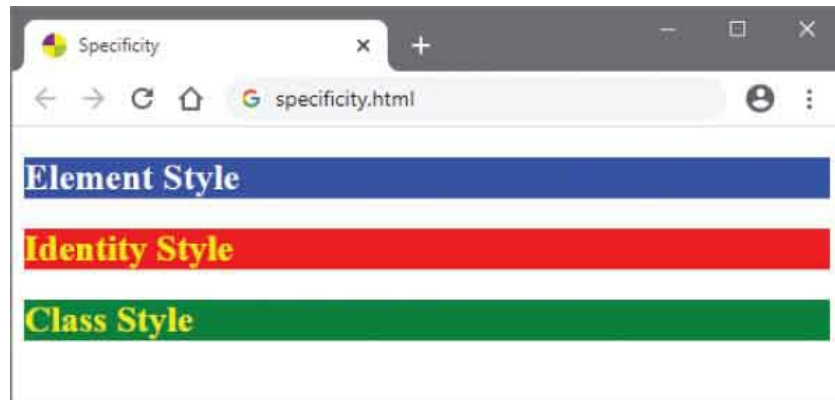 Specificity
specificity.html
Element Style
Identity Style
Class Style